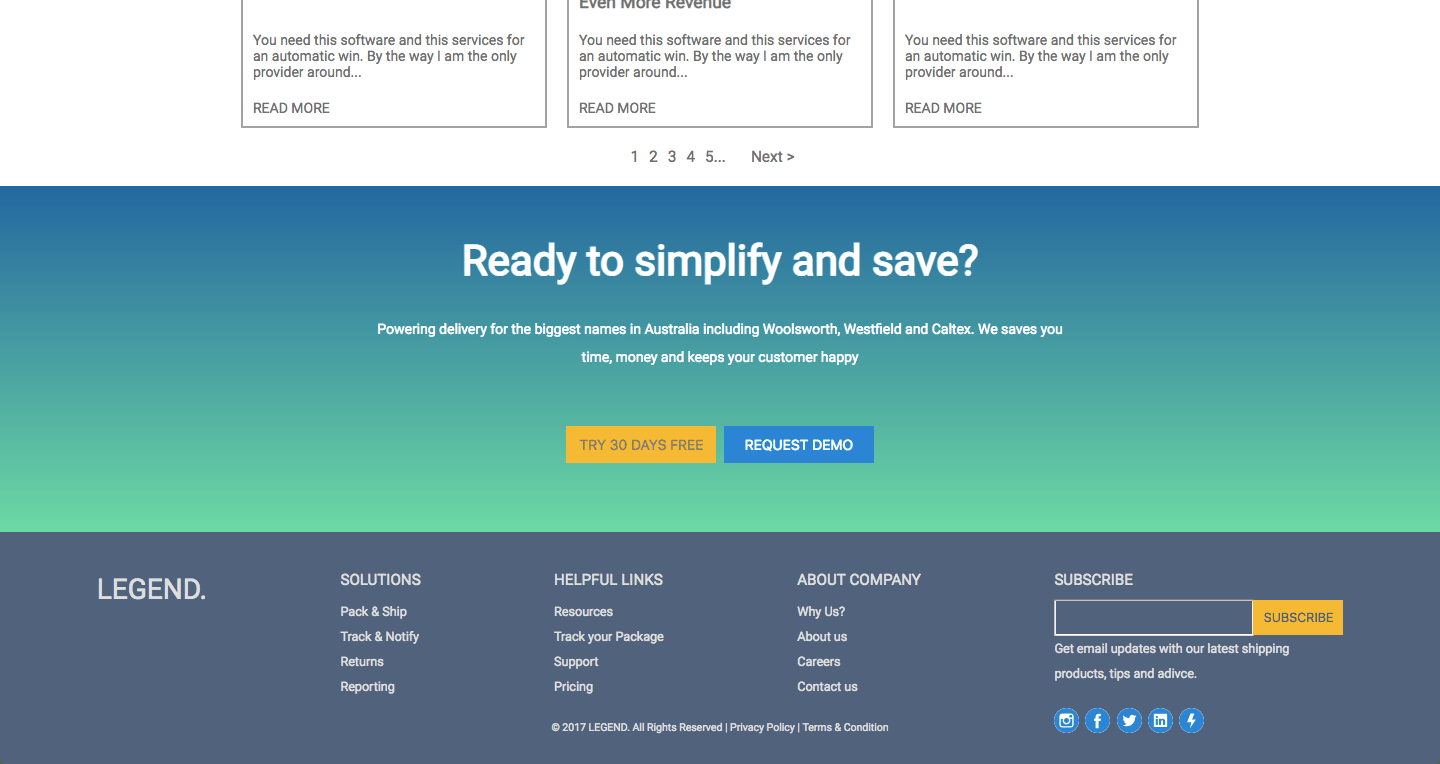 Even More Revenue
You need this software and this services for
an automatic win. By the way I am the only
provider around...
READ MORE
You need this software and this services for
an automatic win. By the way I am the only
provider around...
READ MORE
You need this software and this services for
an automatic win. By the way I am the only
provider around...
READ MORE
1 2 3 4 5... Next >
Ready to simplify and save?
Powering delivery for the biggest names in Australia including Woolsworth, Westfield and Caltex. We saves you
time, money and keeps your customer happy
TRY 30 DAYS FREE
REQUEST DEMO
LEGEND.
SOLUTIONS
Pack & Ship
Track & Notify
Returns
Reporting
HELPFUL LINKS
Resources
Track your Package
Support
Pricing
ABOUT COMPANY
Why Us?
About us
Careers
Contact us
SUBSCRIBE
SUBSCRIBE
Get email updates with our latest shipping
products, tips and adivce.
© 2017 LEGEND. All Rights Reserved | Privacy Policy | Terms & Condition